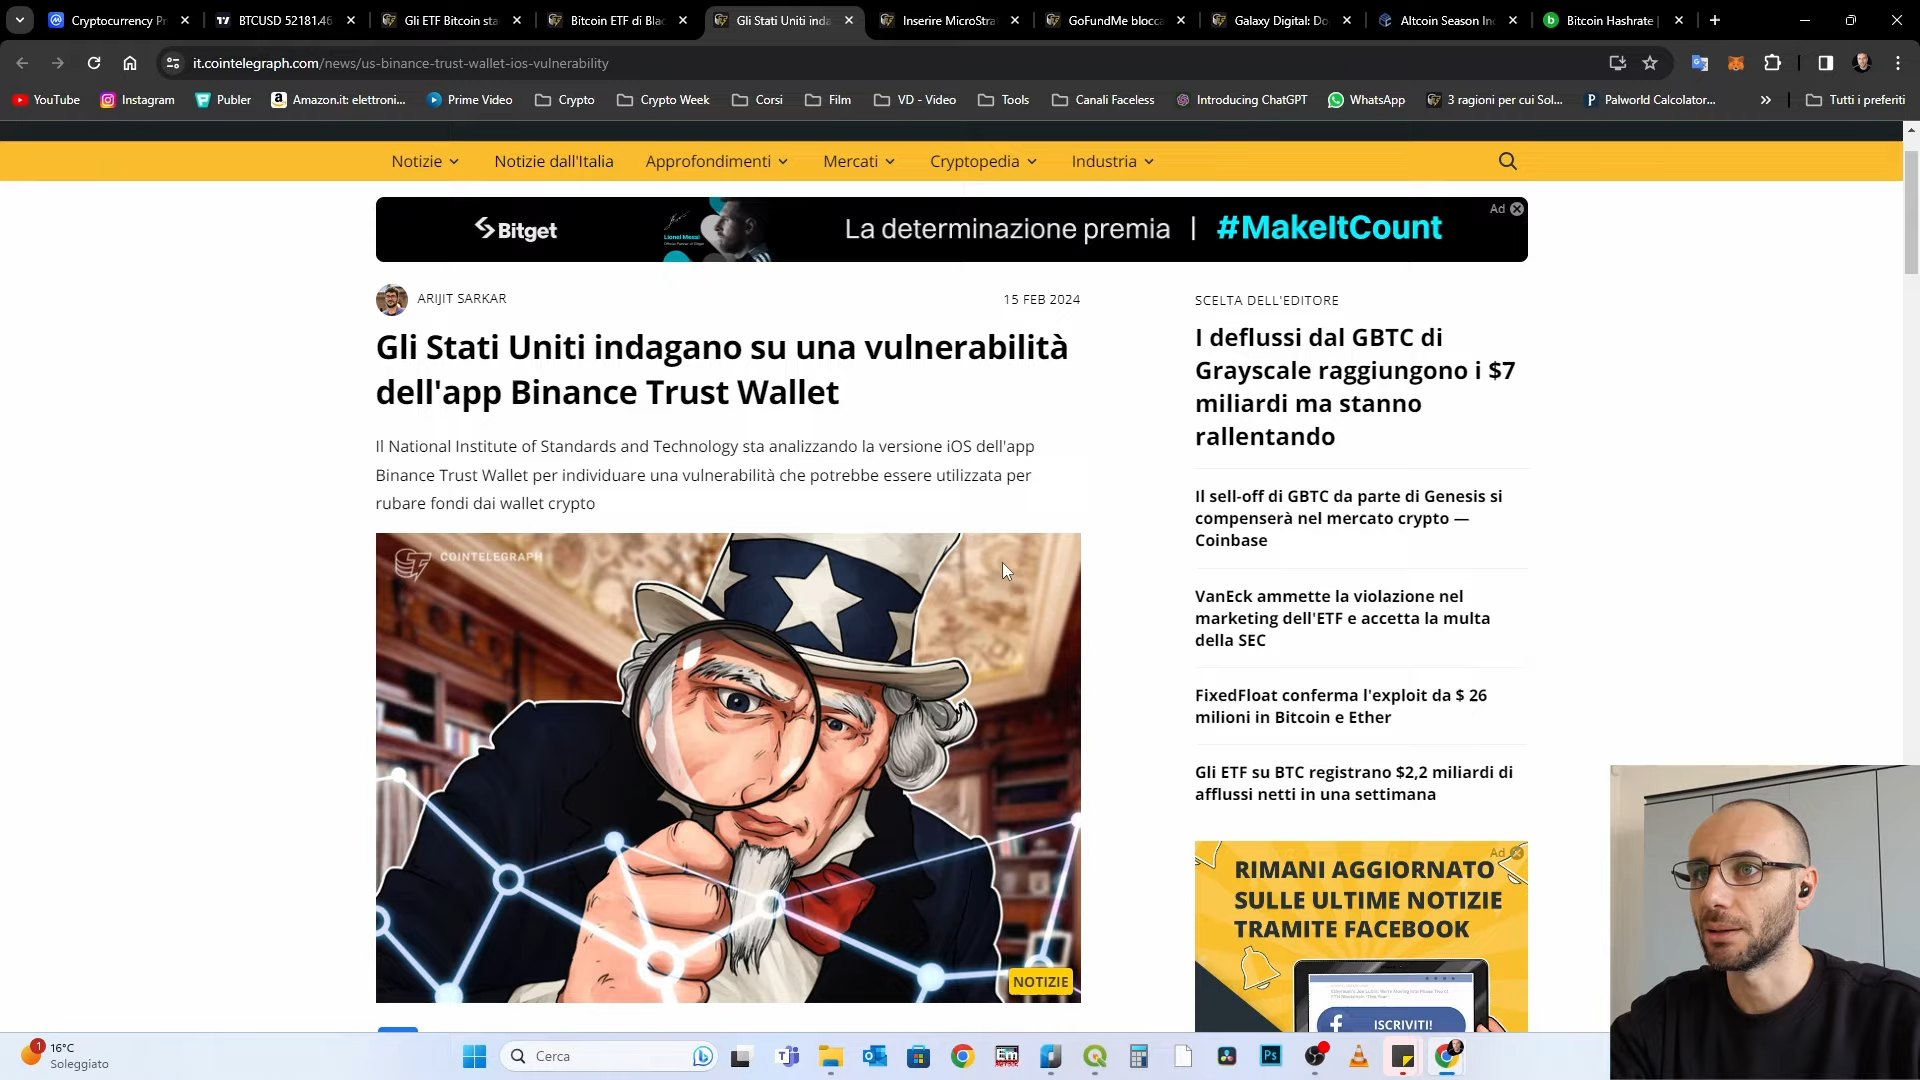 Cryptocurrency Pr
BTCUSD 52181.46
Gli ETF Bitcoin sta
Bitcoin ETF di Bla
Gli Stati Uniti inda
Inserire MicroStra
GoFundMe blocca
Galaxy Digital: Do
Altcoin Season In
Bitcoin Hashrate |
it.cointelegraph.com/news/us-binance-trust-wallet-ios-vulnerability
YouTube
Instagram
Publer
Amazon.it: elettroni...
Prime Video
Crypto
Crypto Week
Corsi
Film
VD - Video
Tools
Canali Faceless
Introducing ChatGPT
WhatsApp
3 ragioni per cui Sol...
Palworld Calcolator...
Tutti i preferiti
Notizie
Notizie dall'Italia
Approfondimenti
Mercati
Cryptopedia
Industria
Bitget
Lionel Messi
La determinazione premia | #MakeItCount
Ad
ARIJIT SARKAR
15 FEB 2024
Gli Stati Uniti indagano su una vulnerabilità
dell'app Binance Trust Wallet
Il National Institute of Standards and Technology sta analizzando la versione iOS dell'app
Binance Trust Wallet per individuare una vulnerabilità che potrebbe essere utilizzata per
rubare fondi dai wallet crypto
COINTELEGRAPH
NOTIZIE
SCELTA DELL'EDITORE
I deflussi dal GBTC di
Grayscale raggiungono i $7
miliardi ma stanno
rallentando
Il sell-off di GBTC da parte di Genesis si
compenserà nel mercato crypto —
Coinbase
VanEck ammette la violazione nel
marketing dell'ETF e accetta la multa
della SEC
FixedFloat conferma l'exploit da $ 26
milioni in Bitcoin e Ether
Gli ETF su BTC registrano $2,2 miliardi di
afflussi netti in una settimana
Ad
RIMANI AGGIORNATO
SULLE ULTIME NOTIZIE
TRAMITE FACEBOOK
ISCRIVITI!
1
16°C
Soleggiato
Cerca
Ps